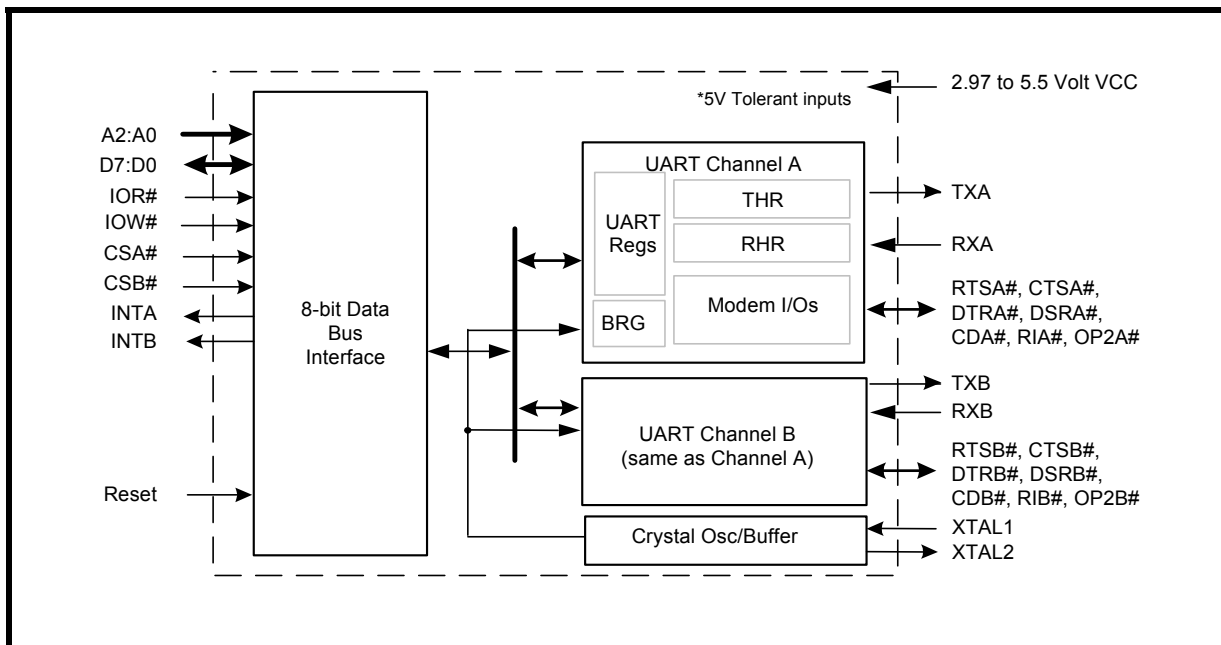 2.97 to 5.5 Volt VCC
*5V Tolerant inputs
A2:A0
D7:D0
IOR#
IOW#
CSA#
CSB#
INTA
INTB
Reset
8-bit Data
Bus
Interface
UART Channel A
UART
Regs
THR
RHR
BRG
Modem I/Os
TXA
RXA
RTSA#, CTSA#,
DTRA#, DSRA#,
CDA#, RIA#, OP2A#
UART Channel B
(same as Channel A)
TXB
RXB
RTSB#, CTSB#,
DTRB#, DSRB#,
CDB#, RIB#, OP2B#
Crystal Osc/Buffer
XTAL1
XTAL2